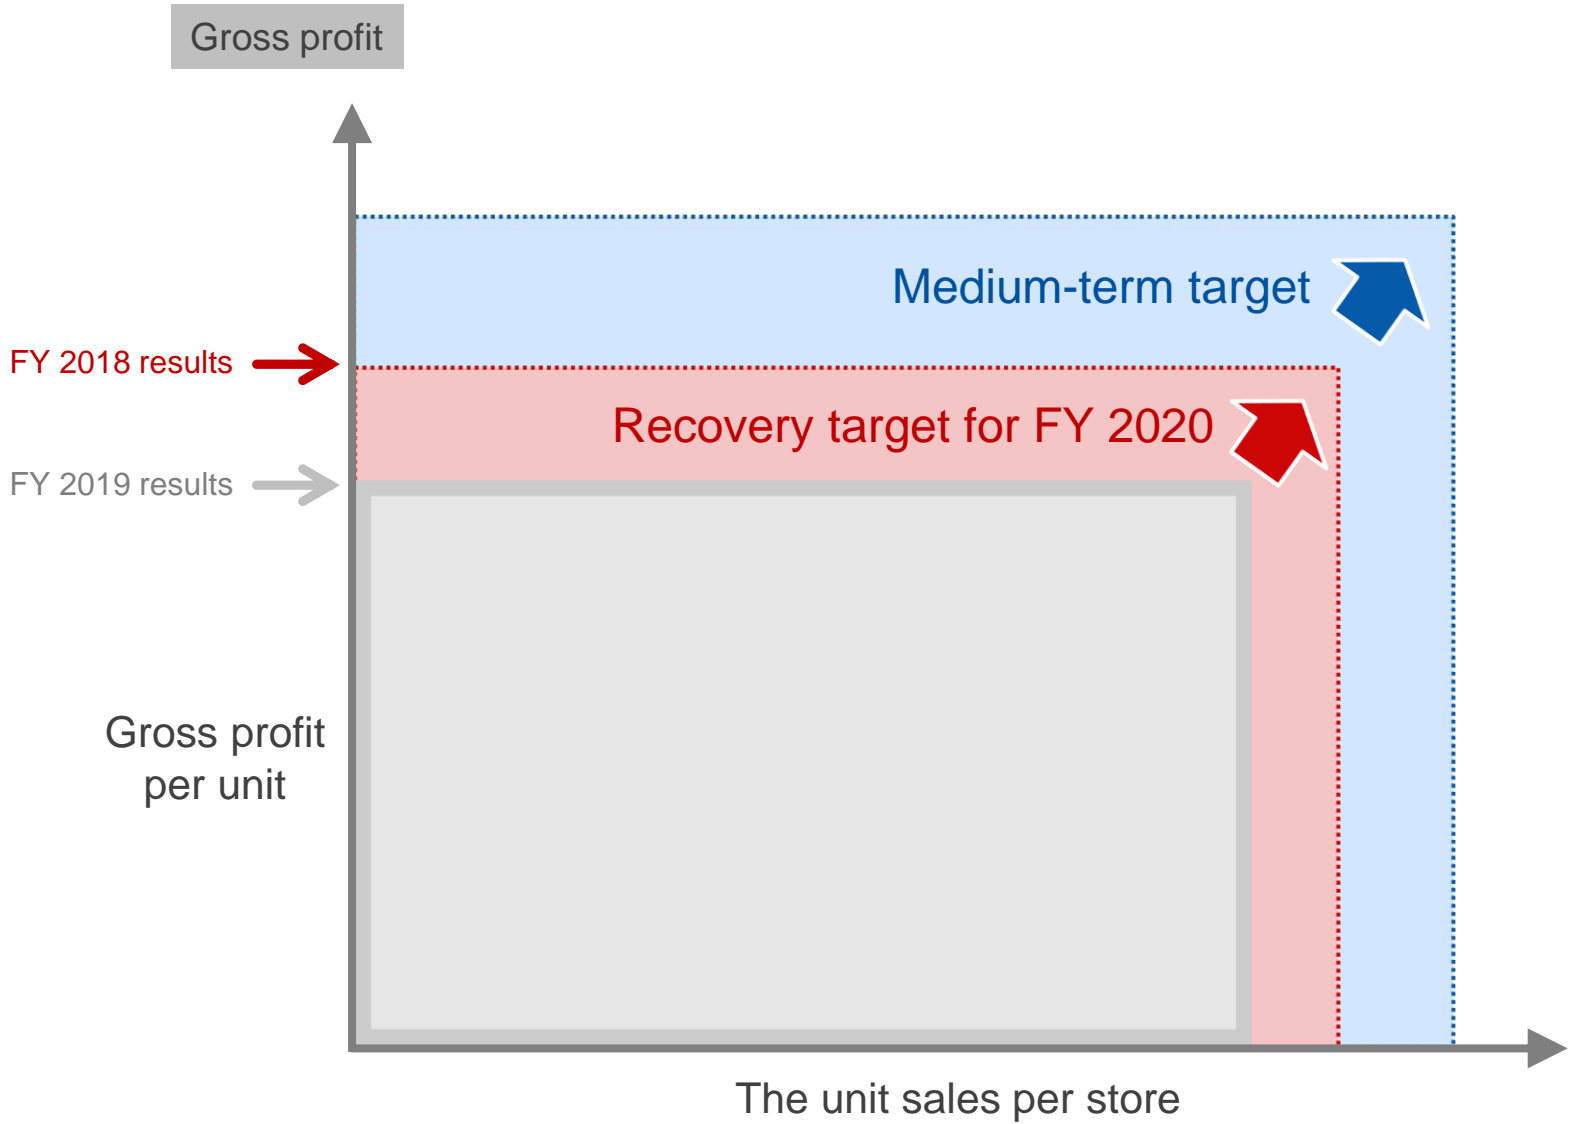 Gross profit
Medium-term target
FY 2018 results
Recovery target for FY 2020
FY 2019 results
Gross profit
per unit
The unit sales per store